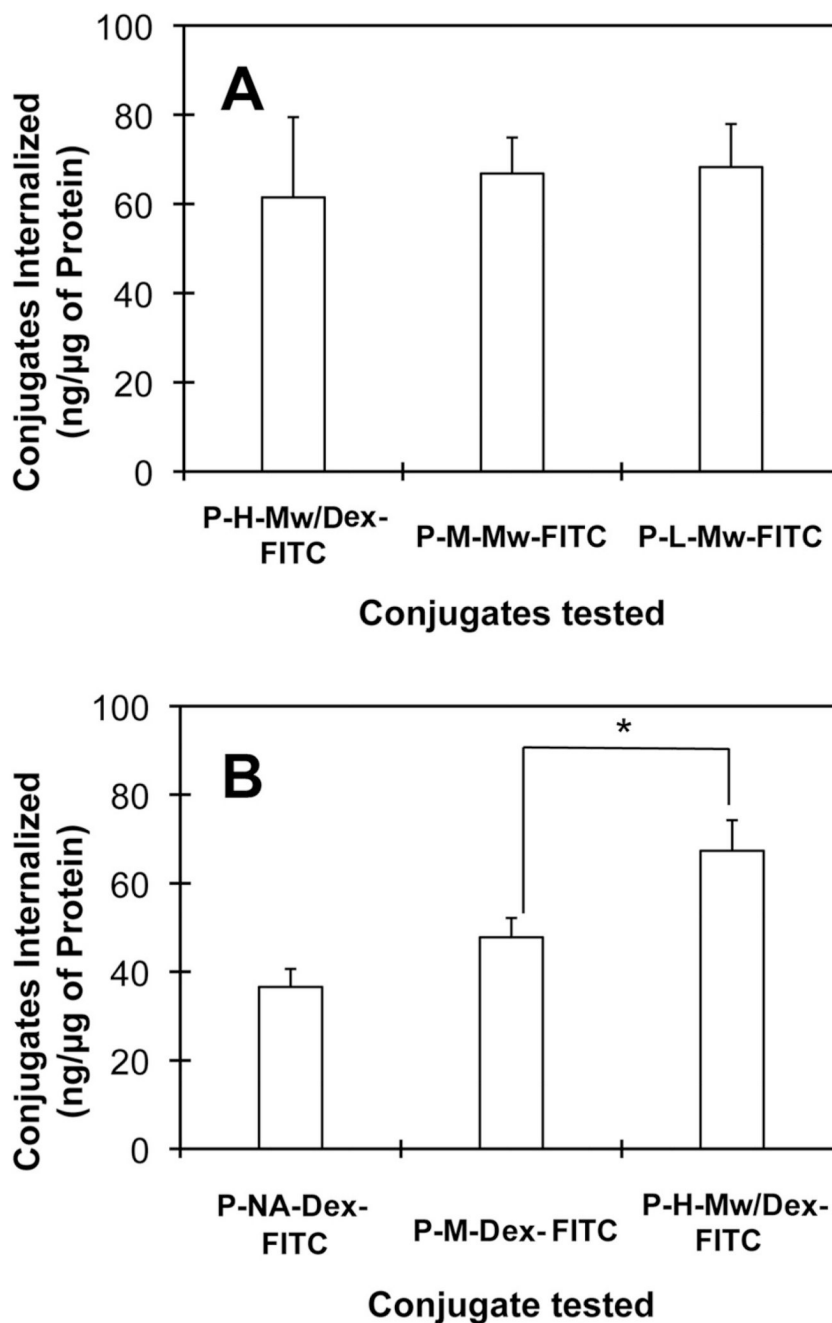 A
Conjugates Internalized
(ng/µg of Protein)
100
80
60
40
20
0
P-H-Mw/Dex-
FITC
P-M-Mw-FITC
P-L-Mw-FITC
Conjugates tested
B
*
Conjugates Internalized
(ng/µg of Protein)
100
80
60
40
20
0
P-NA-Dex-
FITC
P-M-Dex- FITC
P-H-Mw/Dex-
FITC
Conjugate tested